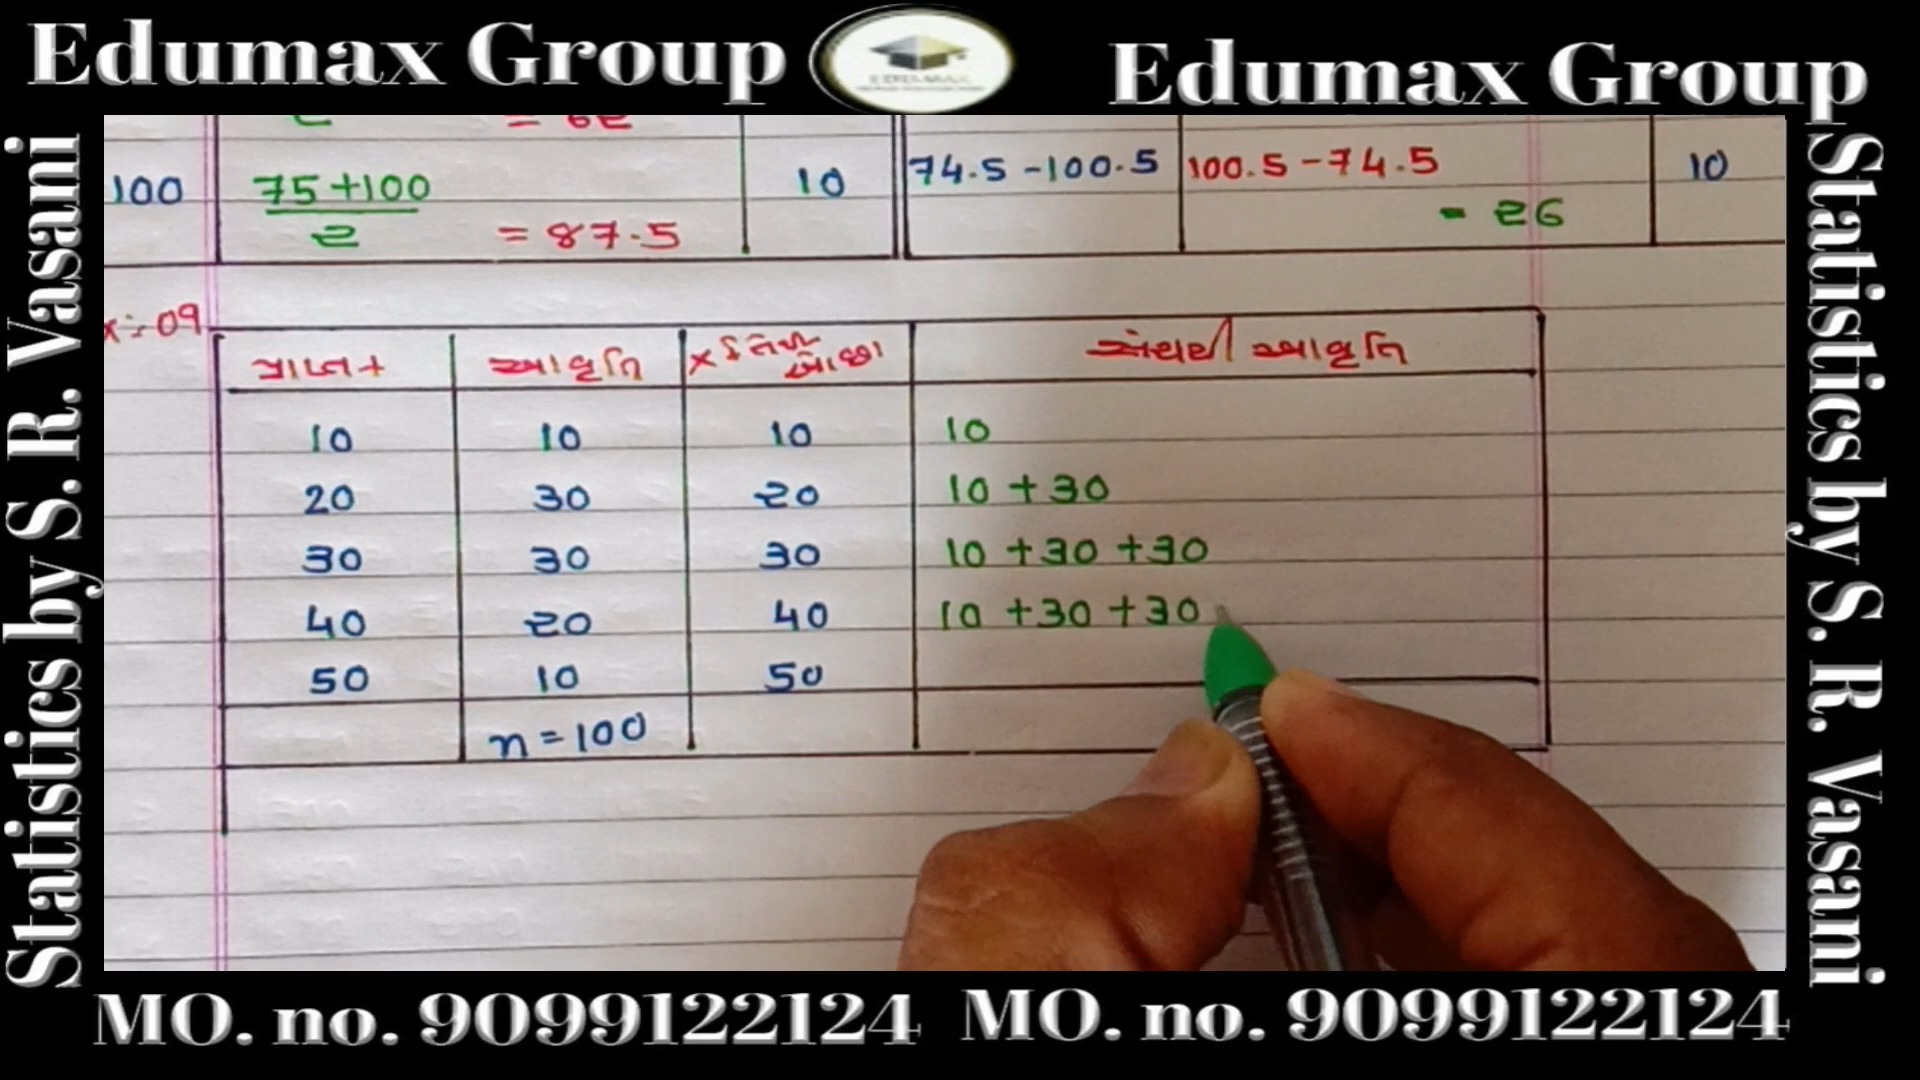 Edumax Group
Edumax Group
Statistics by S. R. Vasani
Statistics by S. R. Vasani
100
75+100
2
= 87.5
10
74.5 - 100.5
100.5 - 74.5
= 26
10
x:-09
પ્રાપ્તાંક
આવૃત્તિ
સંચયી આવૃત્તિ
10 10 10 10
20 30 20 10 + 30
30 30 30 10 + 30 + 30
40 20 40 10 + 30 + 30
50 10 50
n = 100
MO. no. 9099122124
MO. no. 9099122124